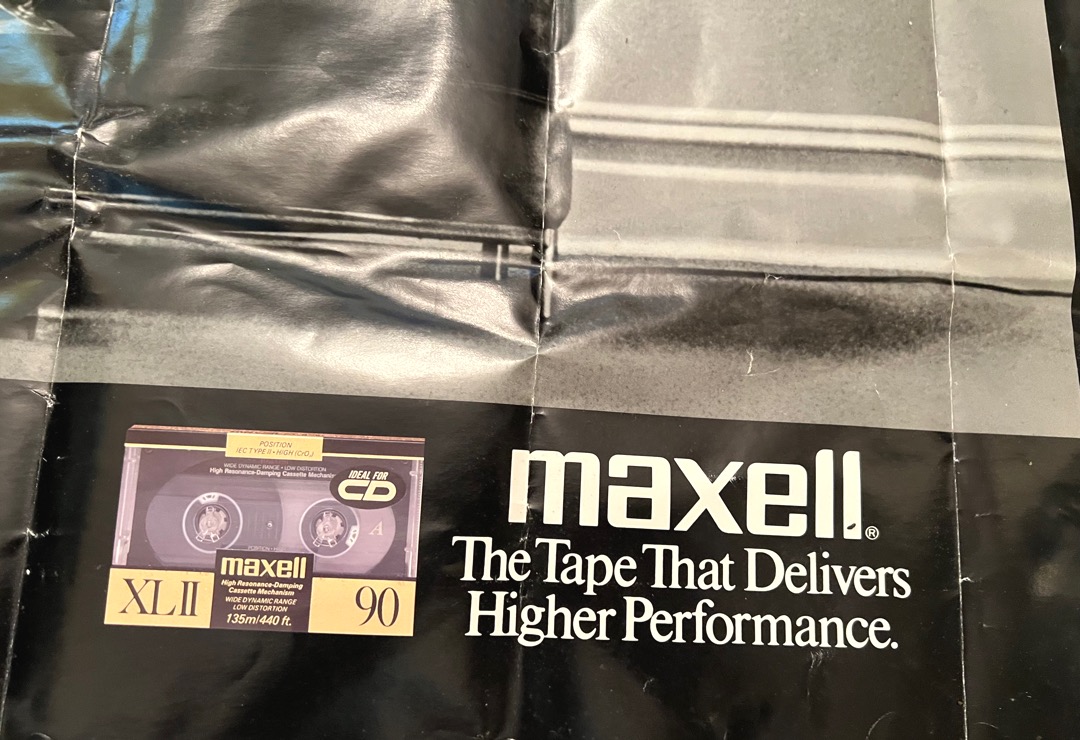 POSITION
IEC TYPE II • HIGH (CrO₂)
WIDE DYNAMIC RANGE • LOW DISTORTION
High Resonance-Damping Cassette Mechanis
IDEAL FOR
CD
A
maxell
High Resonance-Damping
Cassette Mechanism
WIDE DYNAMIC RANGE
LOW DISTORTION
135m/440 ft.
XLII
90
maxell®
The Tape That Delivers
Higher Performance.